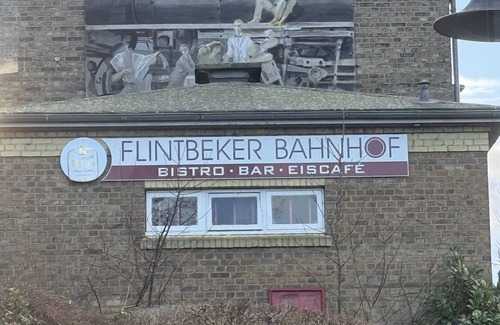 FLINTBEKER BAHNHOF
BISTRO · BAR · EISCAFÉ